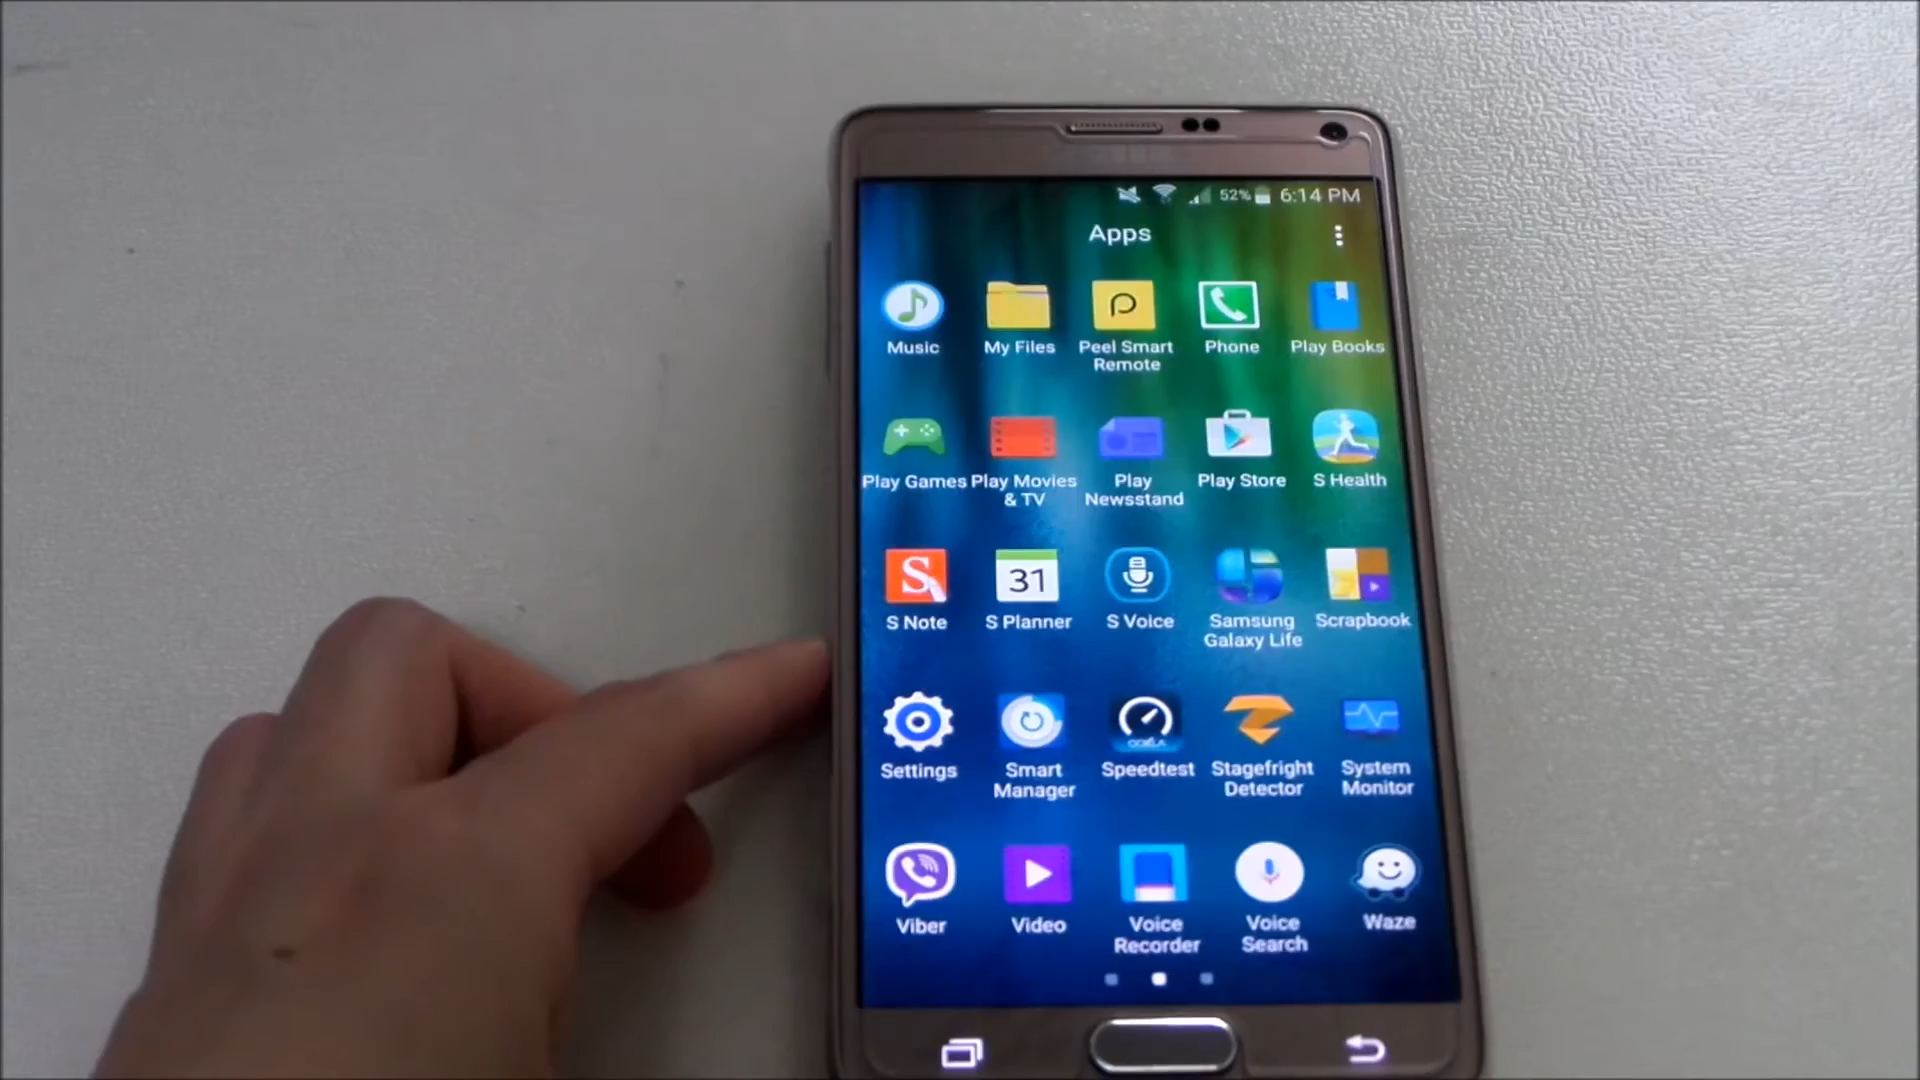 52% 6:14 PM
Apps
Music My Files Peel Smart Phone Play Books
Remote
Play Games Play Movies Play Play Store S Health
& TV Newsstand
S
31
S Note S Planner S Voice Samsung Scrapbook
Galaxy Life
OOKLA
Settings Smart Speedtest Stagefright System
Manager Detector Monitor
Viber Video Voice Voice Waze
Recorder Search